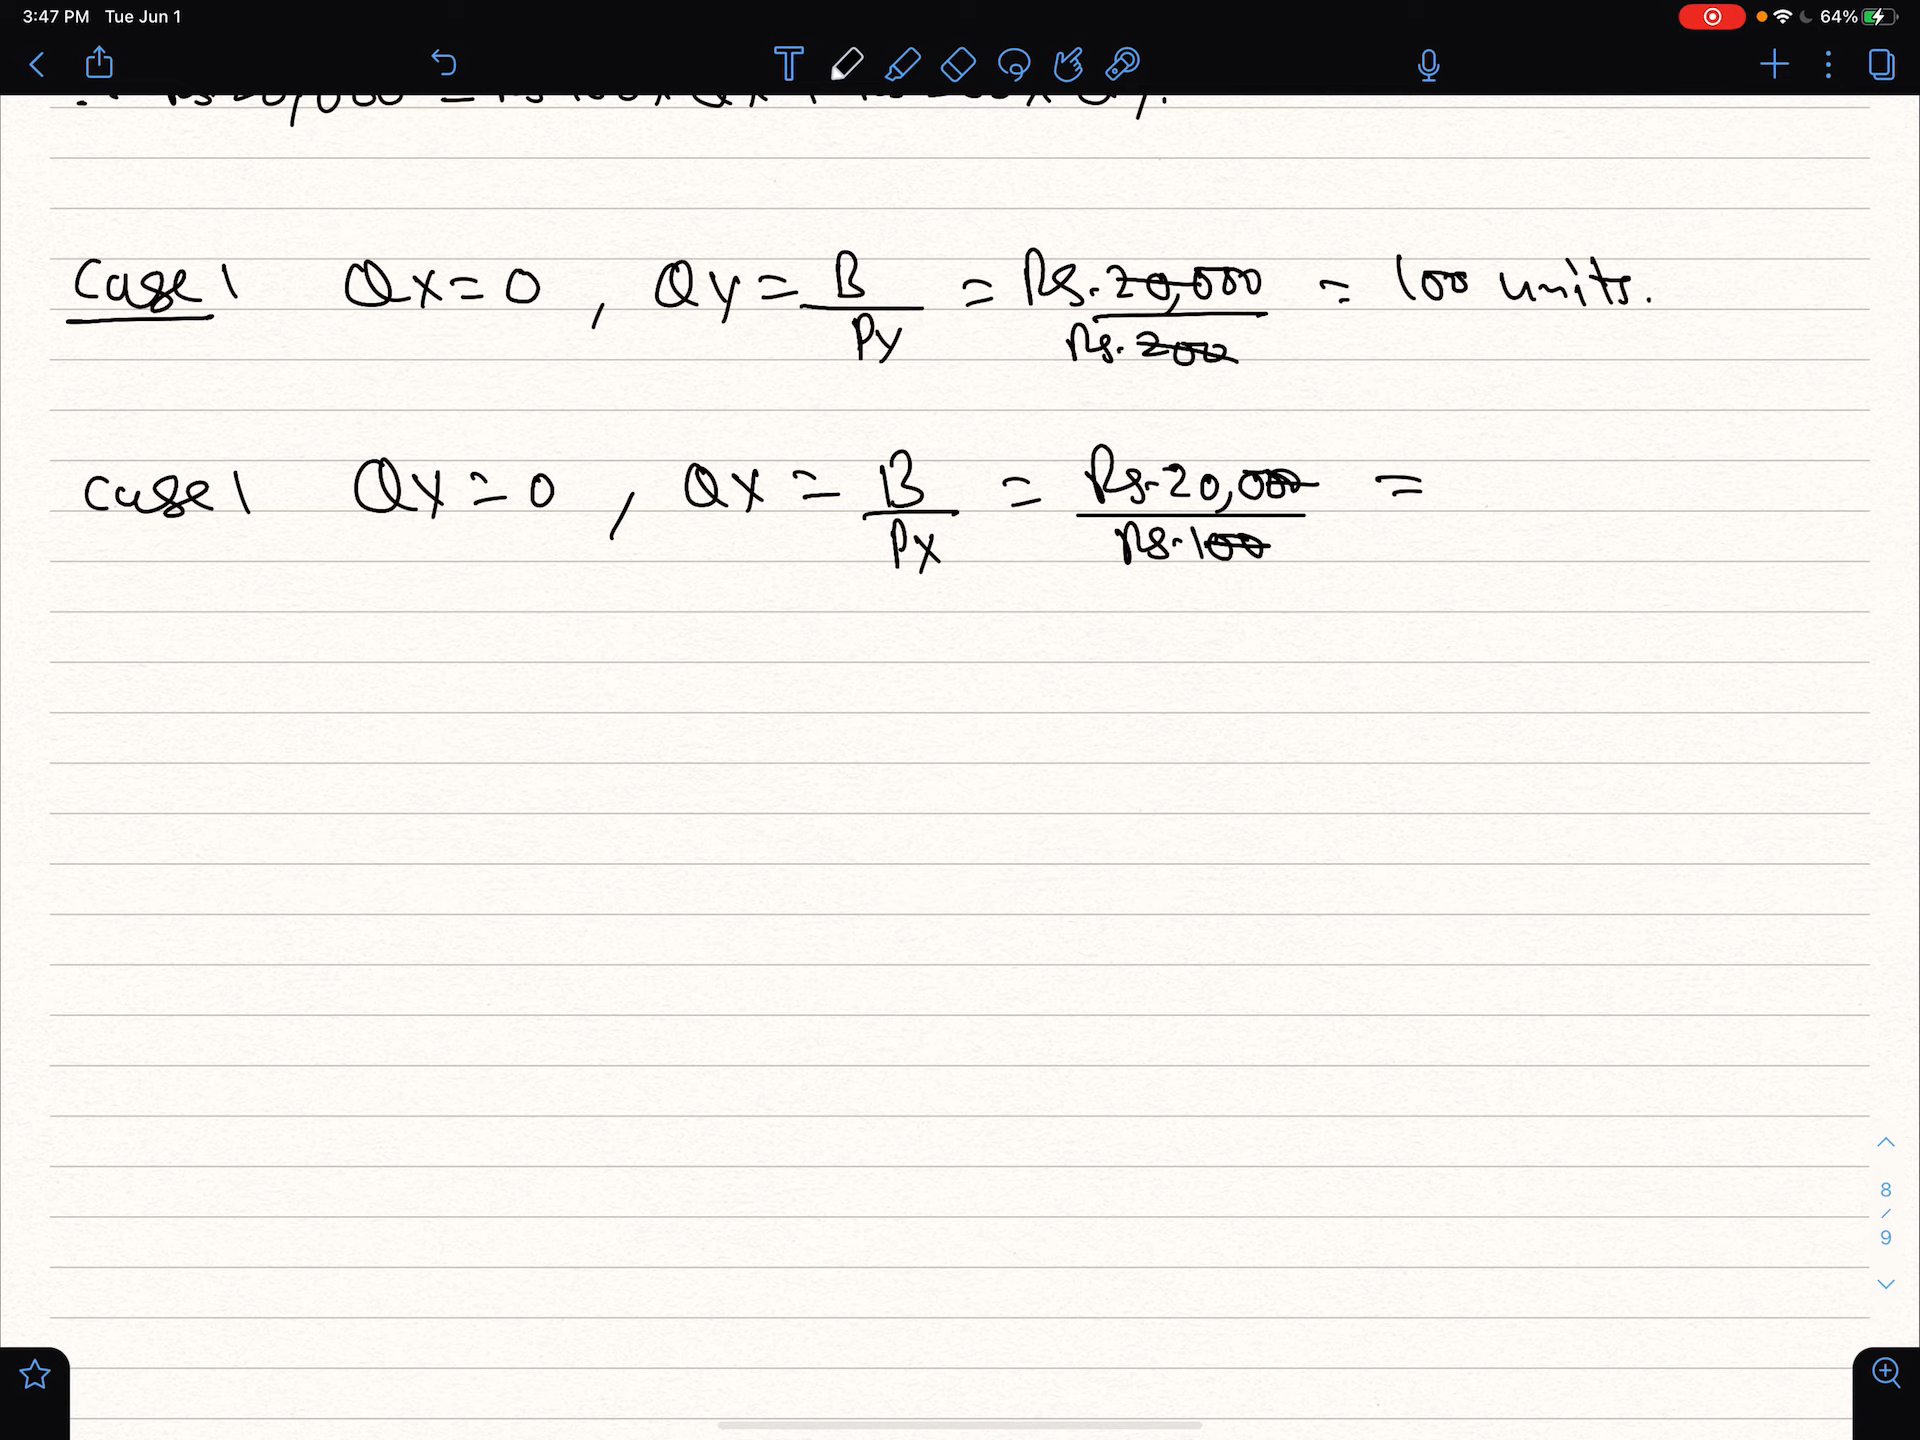 3:47 PM Tue Jun 1
64%
Case 1 Qx = 0 , Qy = B / Py = Rs. 20,000 / Rs. 200 = 100 units.
Case 1 Qy = 0 , Qx = B / Px = Rs. 20,000 / Rs. 100 =
8
/
9